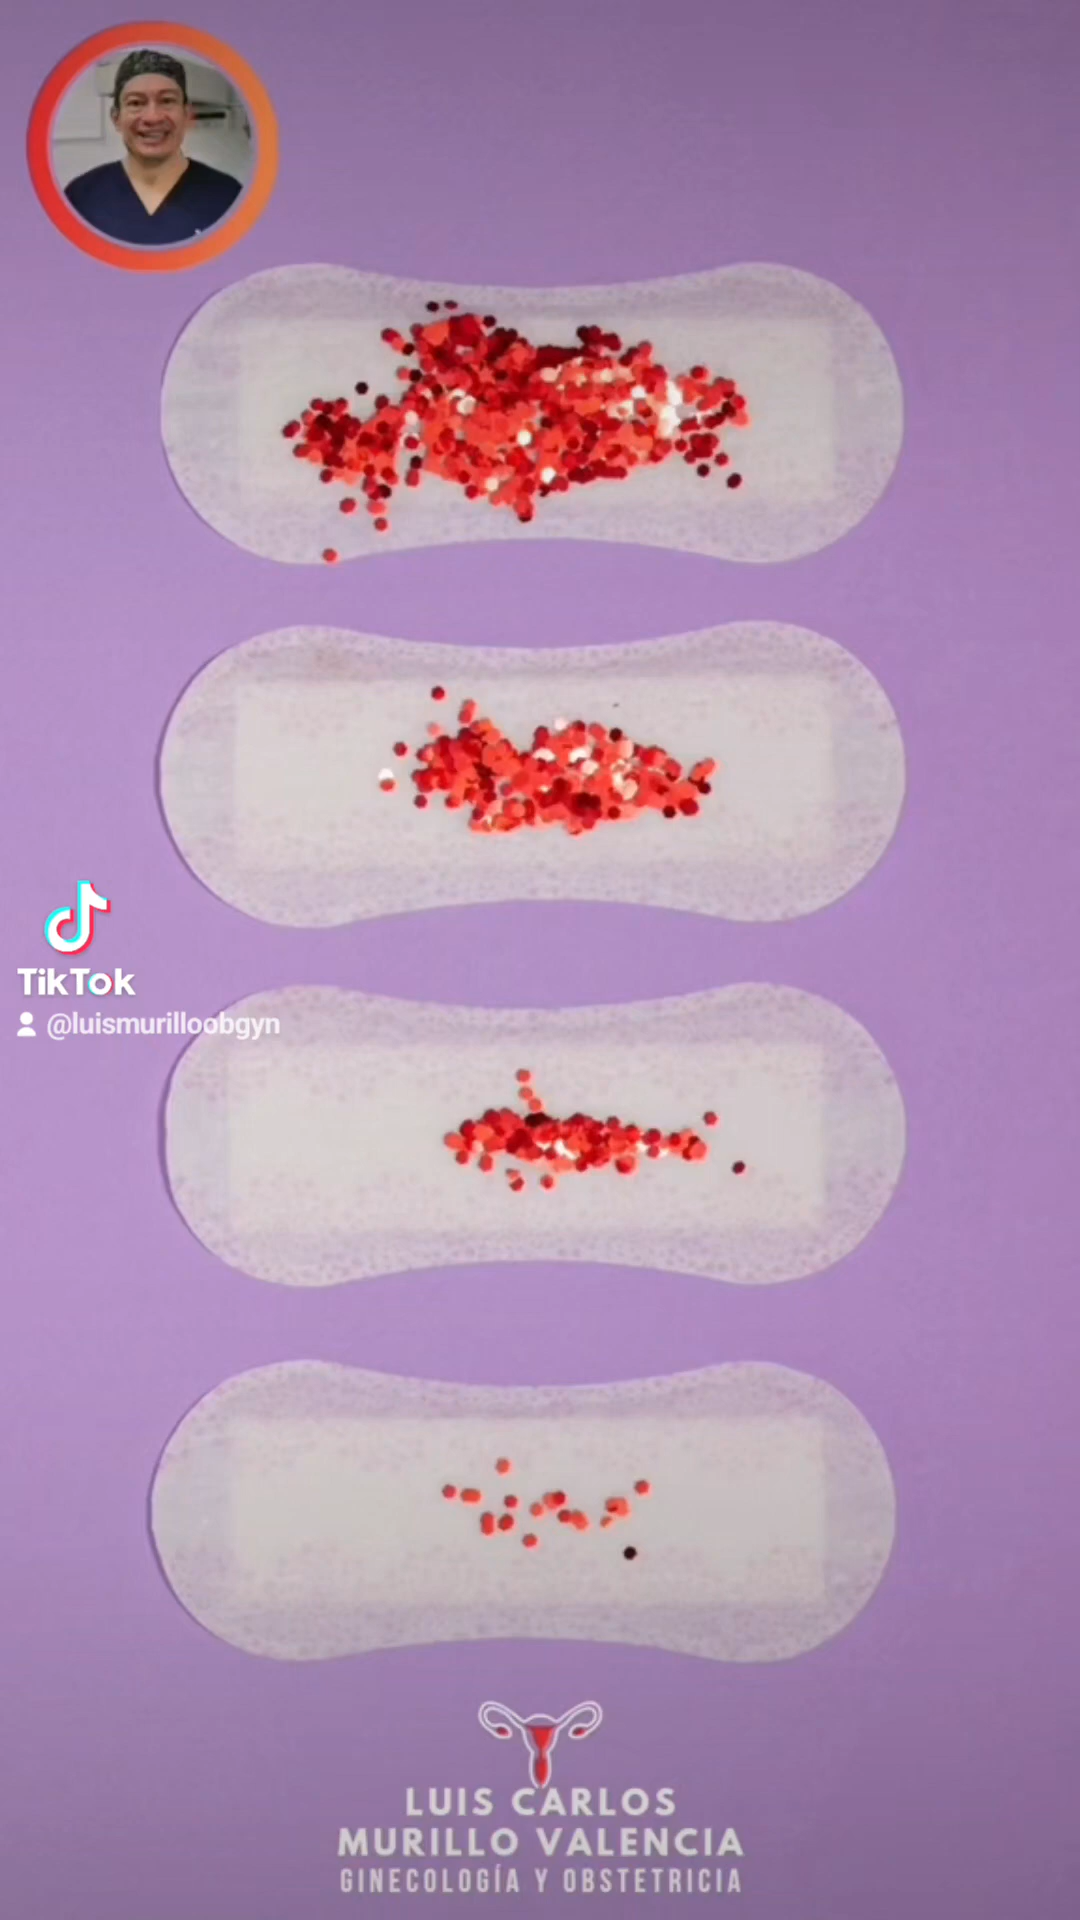 TikTok
@luismurilloobgyn
LUIS CARLOS
MURILLO VALENCIA
GINECOLOGÍA Y OBSTETRICIA